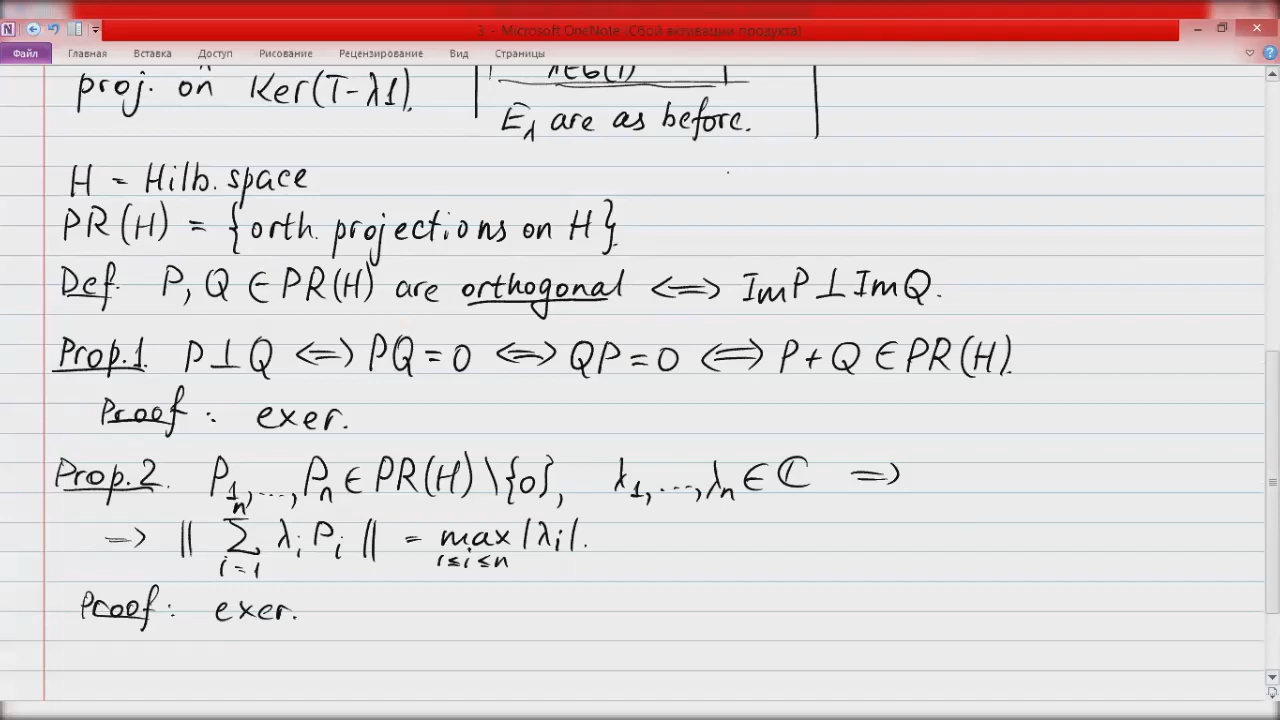 3 - Microsoft OneNote (Сбой активации продукта)
Файл Главная Вставка Доступ Рисование Рецензирование Вид Страницы
proj. on Ker(T-λ1).
λ∈σ(T)
E_λ are as before.
H = Hilb. space
PR(H) = {orth. projections on H}.
Def. P, Q ∈ PR(H) are orthogonal ⟺ Im P ⊥ Im Q.
Prop.1. P ⊥ Q ⟺ PQ = 0 ⟺ QP = 0 ⟺ P + Q ∈ PR(H).
Proof: exer.
Prop.2. P_1, ..., P_n ∈ PR(H) \ {0}, λ_1, ..., λ_n ∈ ℂ ⟹
⟹ ‖ ∑_{i=1}^{n} λ_i P_i ‖ = max_{1≤i≤n} |λ_i|.
Proof: exer.